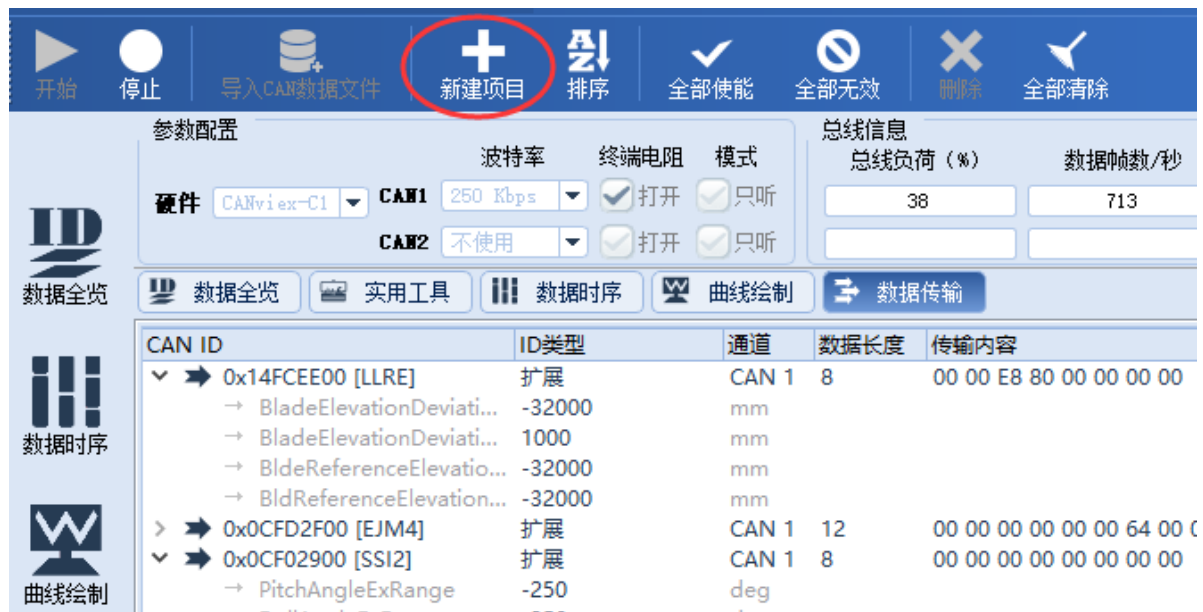 开始 停止 导入CAN数据文件 新建项目 排序 全部使能 全部无效 删除 全部清除
参数配置 总线信息
波特率 终端电阻 模式 总线负荷（%） 数据帧数/秒
硬件 CANviex-C1 CAN1 250 Kbps 打开 只听 38 713
CAN2 不使用 打开 只听
数据全览 数据全览 实用工具 数据时序 曲线绘制 数据传输
CAN ID ID类型 通道 数据长度 传输内容
0x14FCEE00 [LLRE] 扩展 CAN 1 8 00 00 E8 80 00 00 00 00
BladeElevationDeviati... -32000 mm
数据时序 BladeElevationDeviati... 1000 mm
BldeReferenceElevatio... -32000 mm
BldReferenceElevation... -32000 mm
0x0CFD2F00 [EJM4] 扩展 CAN 1 12 00 00 00 00 00 00 64 00
0x0CF02900 [SSI2] 扩展 CAN 1 8 00 00 00 00 00 00 00 00
曲线绘制 PitchAngleExRange -250 deg